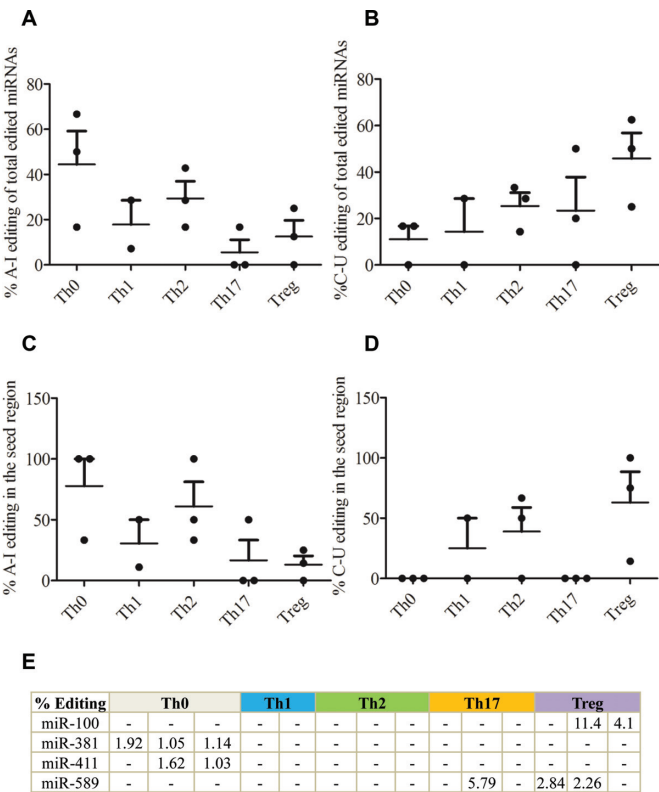 A
% A-I editing of total edited miRNAs
80
60
40
20
0
Th0 Th1 Th2 Th17 Treg
B
%C-U editing of total edited miRNAs
80
60
40
20
0
Th0 Th1 Th2 Th17 Treg
C
% A-I editing in the seed region
150
100
50
0
Th0 Th1 Th2 Th17 Treg
D
% C-U editing in the seed region
150
100
50
0
Th0 Th1 Th2 Th17 Treg
E
% Editing Th0 Th1 Th2 Th17 Treg
miR-100 - - - - - - - - - - - - 11.4 4.1
miR-381 1.92 1.05 1.14 - - - - - - - - - - -
miR-411 - 1.62 1.03 - - - - - - - - - - -
miR-589 - - - - - - - - - 5.79 - 2.84 2.26 -